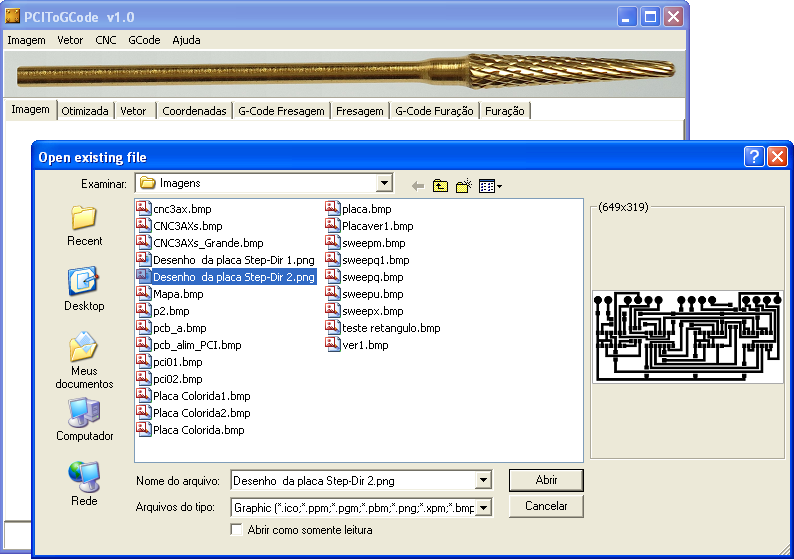 PCIToGCode v1.0
Imagem Vetor CNC GCode Ajuda
Imagem Otimizada Vetor Coordenadas G-Code Fresagem Fresagem G-Code Furação Furação
Open existing file
Examinar: Imagens
Recent
Desktop
Meus
documentos
Computador
Rede
cnc3ax.bmp
CNC3AXs.bmp
CNC3AXs_Grande.bmp
Desenho da placa Step-Dir 1.png
Desenho da placa Step-Dir 2.png
Mapa.bmp
p2.bmp
pcb_a.bmp
pcb_alim_PCI.bmp
pci01.bmp
pci02.bmp
Placa Colorida1.bmp
Placa Colorida2.bmp
Placa Colorida.bmp
placa.bmp
Placaver1.bmp
sweepm.bmp
sweepq1.bmp
sweepq.bmp
sweepu.bmp
sweepx.bmp
teste retangulo.bmp
ver1.bmp
(649x319)
Nome do arquivo: Desenho da placa Step-Dir 2.png Abrir
Arquivos do tipo: Graphic (*.ico;*.ppm;*.pgm;*.pbm;*.png;*.xpm;*.bmp Cancelar
Abrir como somente leitura